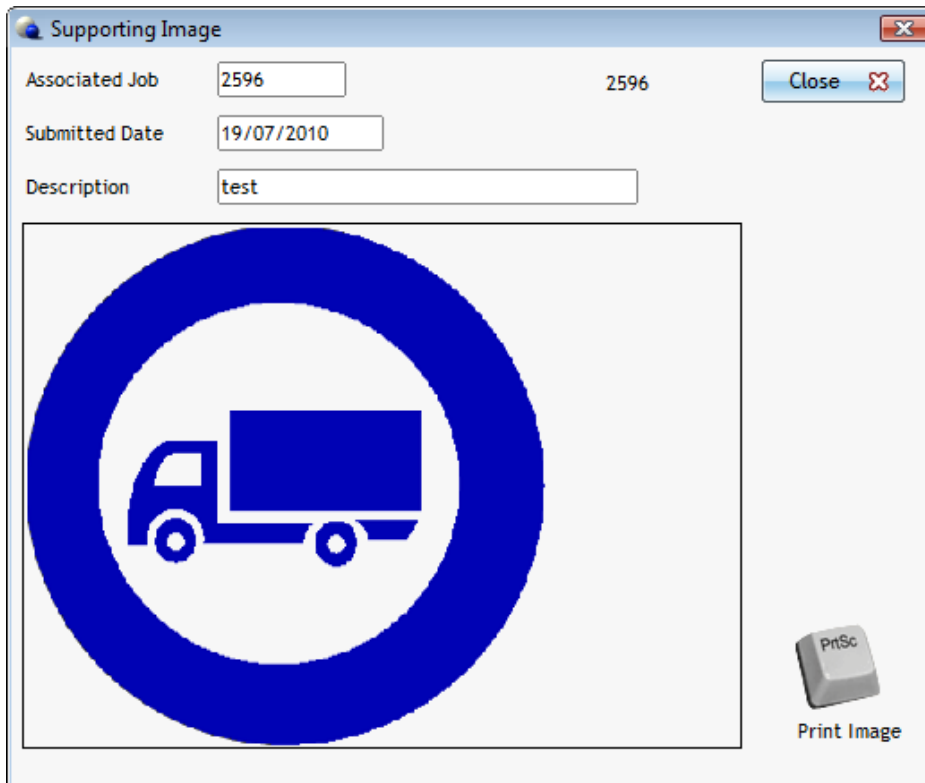 Supporting Image
Associated Job 2596 2596 Close
Submitted Date 19/07/2010
Description test
PrtSc
Print Image